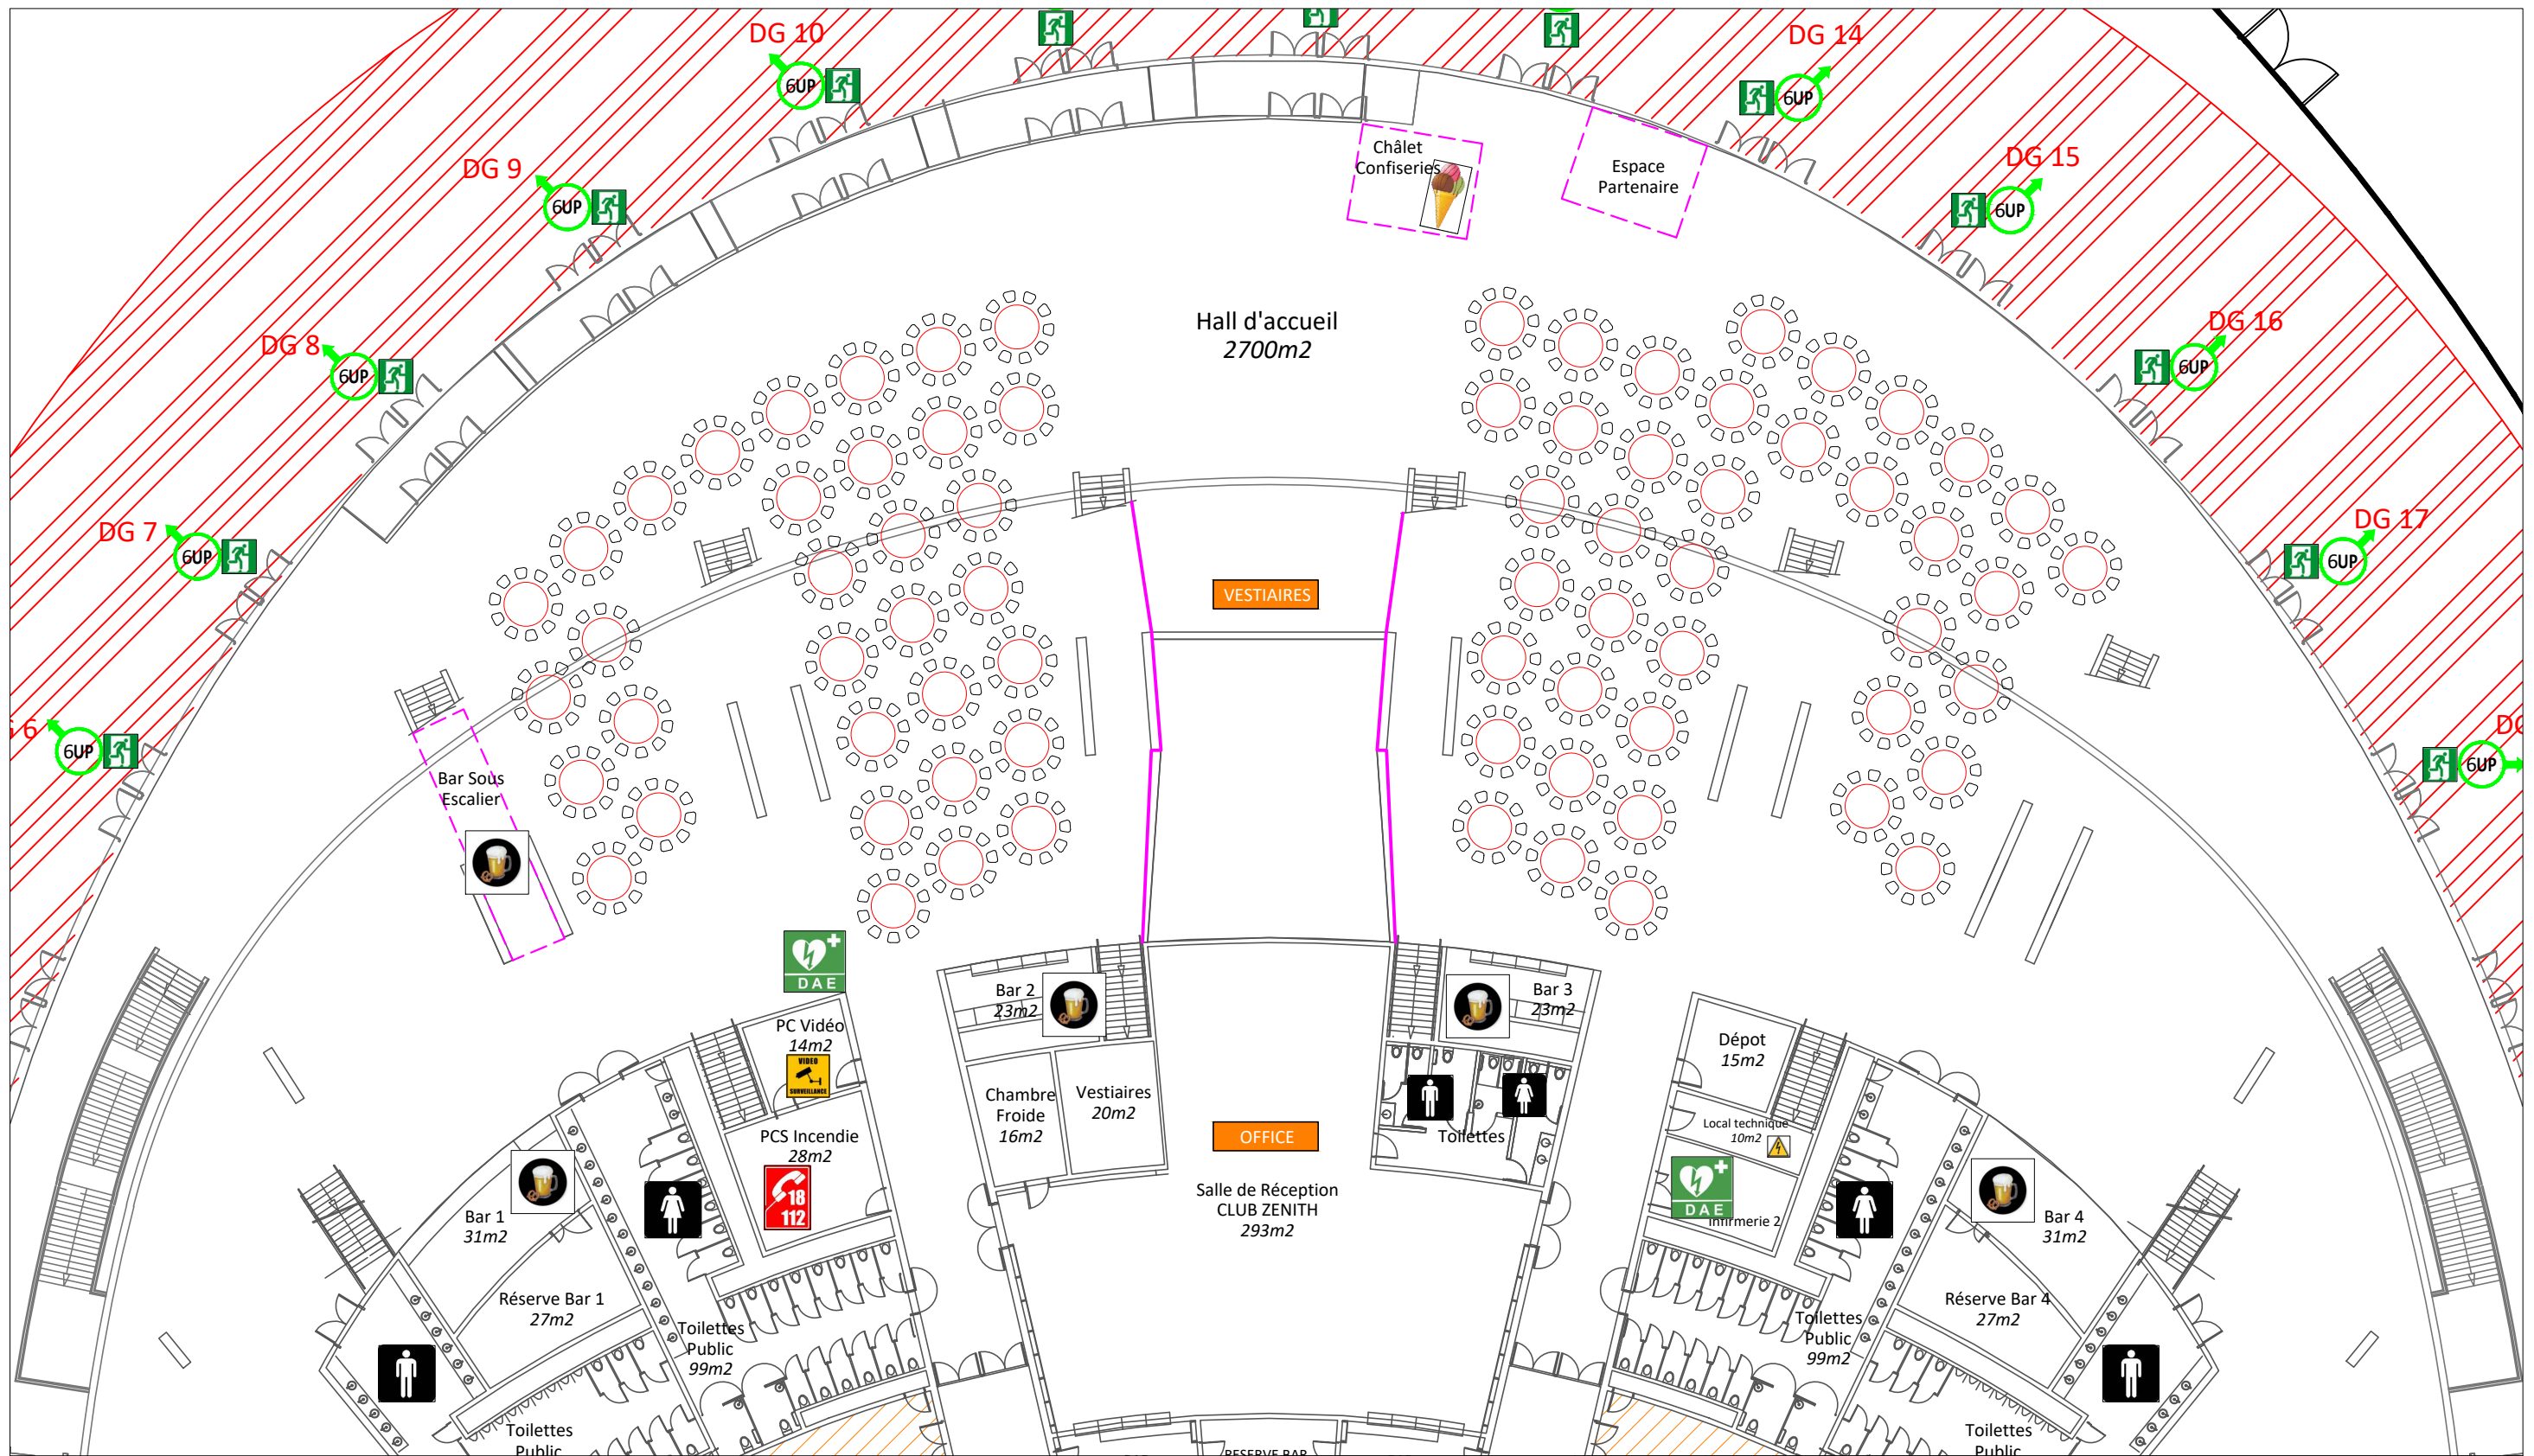 DG 10
DG 14
6UP
6UP
DG 9
Châlet
Confiseries
Espace
Partenaire
DG 15
6UP
6UP
DG 8
Hall d'accueil
2700m2
DG 16
6UP
6UP
DG 7
DG 17
6UP
6UP
VESTIAIRES
6
6UP
6UP
Bar Sous
Escalier
DAE
Bar 2
23m2
Bar 3
23m2
PC Vidéo
14m2
VIDEO
SURVEILLANCE
Dépot
15m2
Chambre
Froide
16m2
Vestiaires
20m2
PCS Incendie
28m2
18
112
OFFICE
Toilettes
Local technique
10m2
DAE
Infirmerie 2
Salle de Réception
CLUB ZENITH
293m2
Bar 1
31m2
Bar 4
31m2
Réserve Bar 1
27m2
Réserve Bar 4
27m2
Toilettes
Public
99m2
Toilettes
Public
99m2
Toilettes
Public
Toilettes
Public
RESERVE BAR